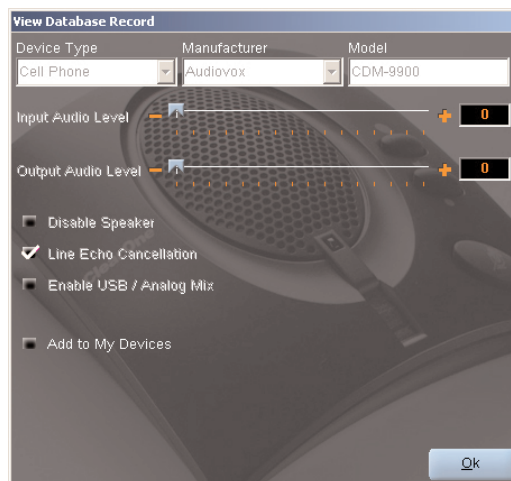 View Database Record
Device Type Manufacturer Model
Cell Phone Audiovox CDM-9900
Input Audio Level 0
Output Audio Level 0
Disable Speaker
Line Echo Cancellation
Enable USB / Analog Mix
Add to My Devices
Ok